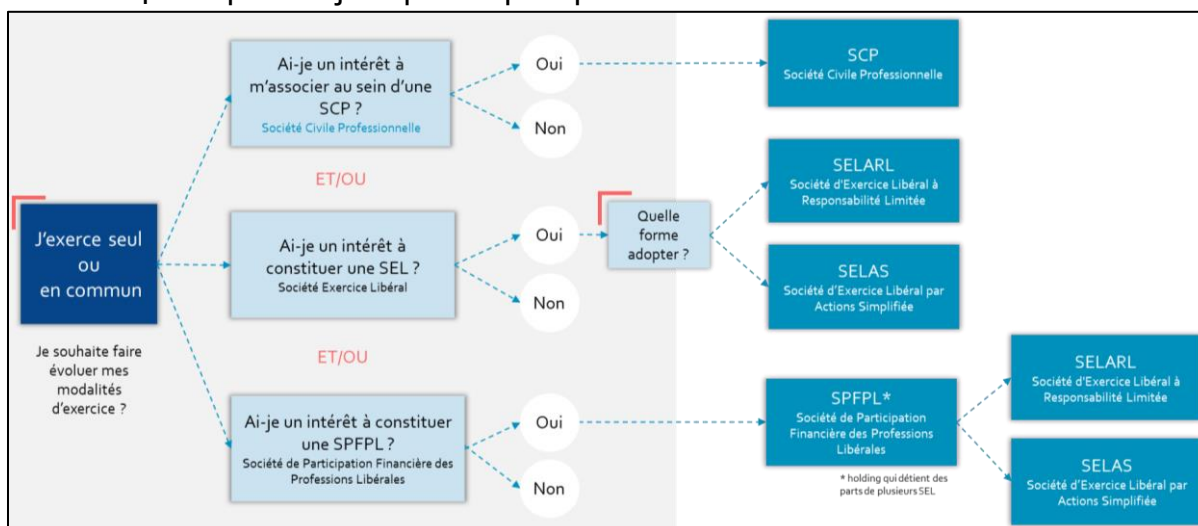 J'exerce seul
ou
en commun
Je souhaite faire
évoluer mes
modalités
d'exercice ?
Ai-je un intérêt à
m'associer au sein d'une
SCP ?
Société Civile Professionnelle
Oui
Non
SCP
Société Civile Professionnelle
ET/OU
Ai-je un intérêt à
constituer une SEL ?
Société Exercice Libéral
Oui
Non
Quelle
forme
adopter ?
SELARL
Société d'Exercice Libéral à
Responsabilité Limitée
SELAS
Société d'Exercice Libéral par
Actions Simplifiée
ET/OU
Ai-je un intérêt à constituer
une SPFPL ?
Société de Participation Financière des
Professions Libérales
Oui
Non
SPFPL*
Société de Participation
Financière des Professions
Libérales
* holding qui détient des
parts de plusieurs SEL
SELARL
Société d'Exercice Libéral à
Responsabilité Limitée
SELAS
Société d'Exercice Libéral par
Actions Simplifiée